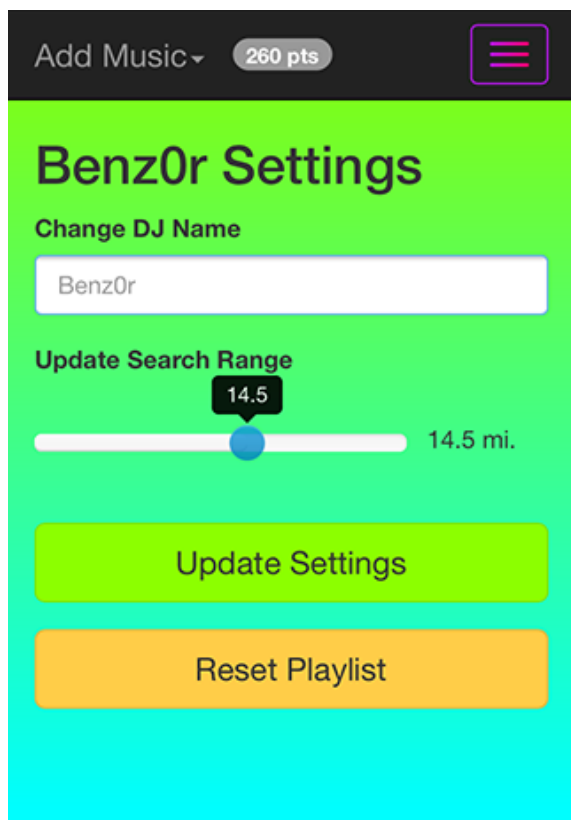 Add Music 260 pts
Benz0r Settings
Change DJ Name
Benz0r
Update Search Range
14.5
14.5 mi.
Update Settings
Reset Playlist